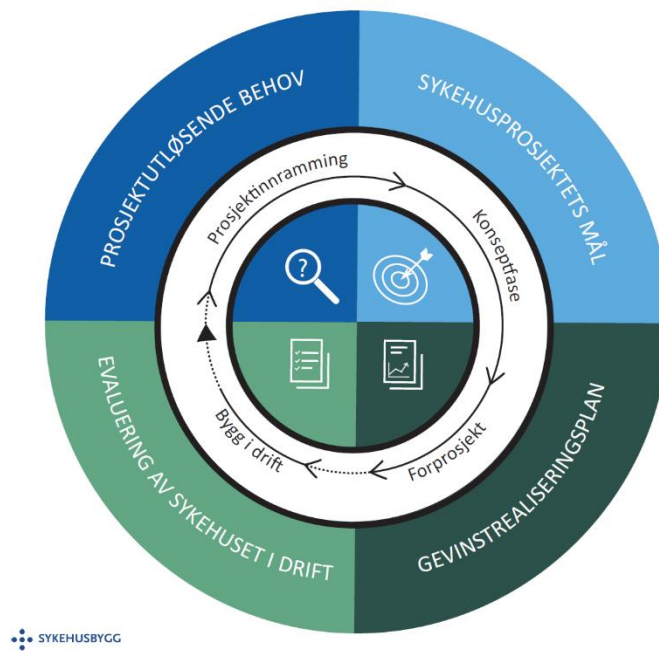 PROSJEKTUTLØSENDE BEHOV
SYKEHUSPROSJEKTETS MÅL
Prosjektinnramming
Konseptfase
?
Bygg i drift
Forprosjekt
EVALUERING AV SYKEHUSET I DRIFT
GEVINSTREALISERINGSPLAN
SYKEHUSBYGG